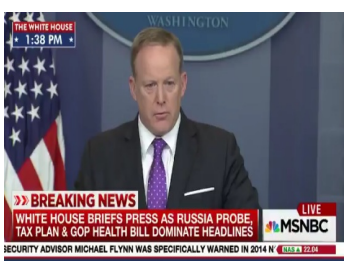 WASHINGTON
THE WHITE HOUSE
1:38 PM
BREAKING NEWS
WHITE HOUSE BRIEFS PRESS AS RUSSIA PROBE,
TAX PLAN & GOP HEALTH BILL DOMINATE HEADLINES
LIVE
MSNBC
SECURITY ADVISOR MICHAEL FLYNN WAS SPECIFICALLY WARNED IN 2014 N
22.04